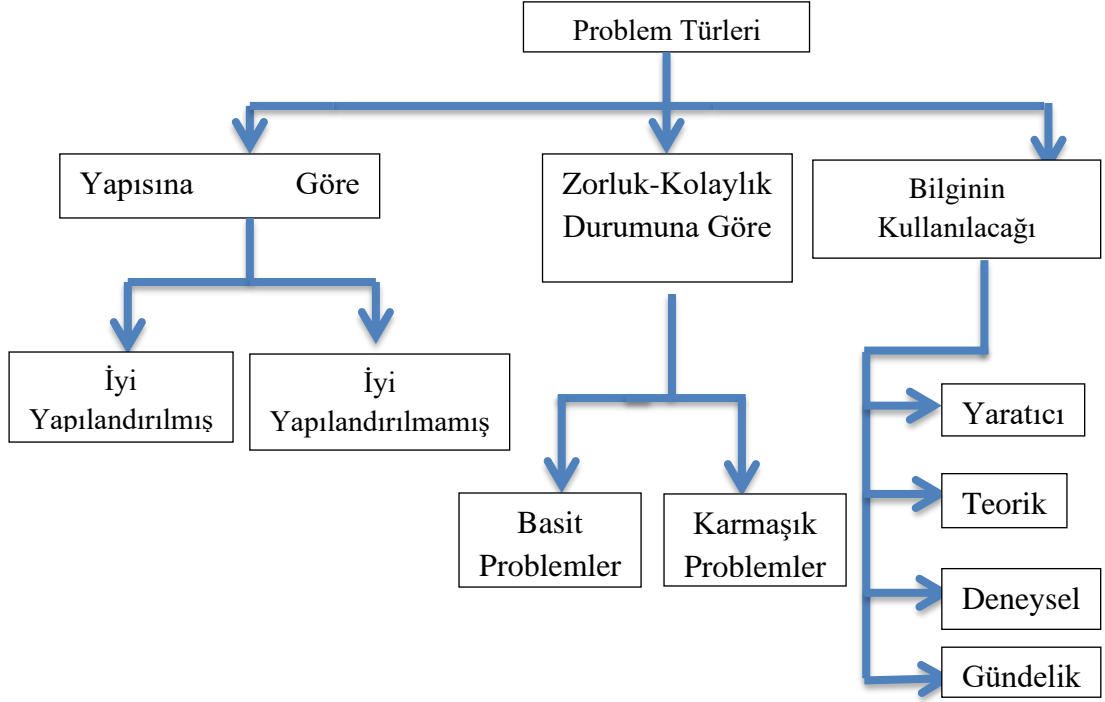 Problem Türleri
Yapısına Göre
Zorluk-Kolaylık
Durumuna Göre
Bilginin
Kullanılacağı
İyi
Yapılandırılmış
İyi
Yapılandırılmamış
Basit
Problemler
Karmaşık
Problemler
Yaratıcı
Teorik
Deneysel
Gündelik